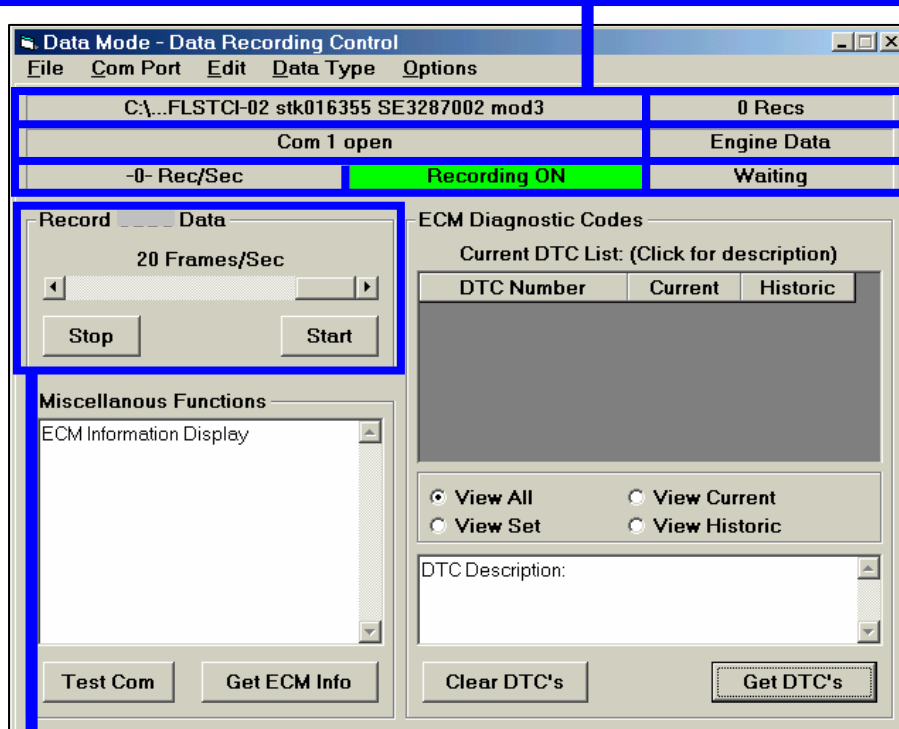 Data Mode - Data Recording Control
File Com Port Edit Data Type Options
C:\...FLSTCI-02 stk016355 SE3287002 mod3 0 Recs
Com 1 open Engine Data
-0- Rec/Sec Recording ON Waiting
Record Data
20 Frames/Sec
Stop Start
Miscellanous Functions
ECM Information Display
Test Com Get ECM Info
ECM Diagnostic Codes
Current DTC List: (Click for description)
DTC Number Current Historic
View All View Current
View Set View Historic
DTC Description:
Clear DTC's Get DTC's